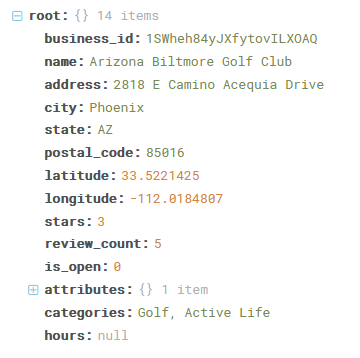 root: {} 14 items
business_id: 1SWheh84yJXfytovILXOAQ
name: Arizona Biltmore Golf Club
address: 2818 E Camino Acequia Drive
city: Phoenix
state: AZ
postal_code: 85016
latitude: 33.5221425
longitude: -112.0184807
stars: 3
review_count: 5
is_open: 0
attributes: {} 1 item
categories: Golf, Active Life
hours: null